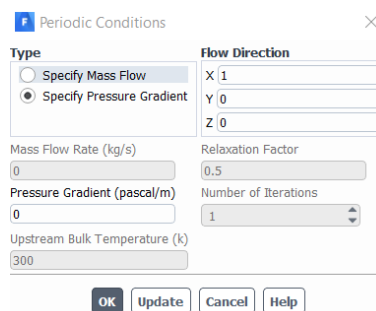 Periodic Conditions
Type
Specify Mass Flow
Specify Pressure Gradient
Flow Direction
X 1
Y 0
Z 0
Mass Flow Rate (kg/s)
0
Relaxation Factor
0.5
Pressure Gradient (pascal/m)
0
Number of Iterations
1
Upstream Bulk Temperature (k)
300
OK Update Cancel Help